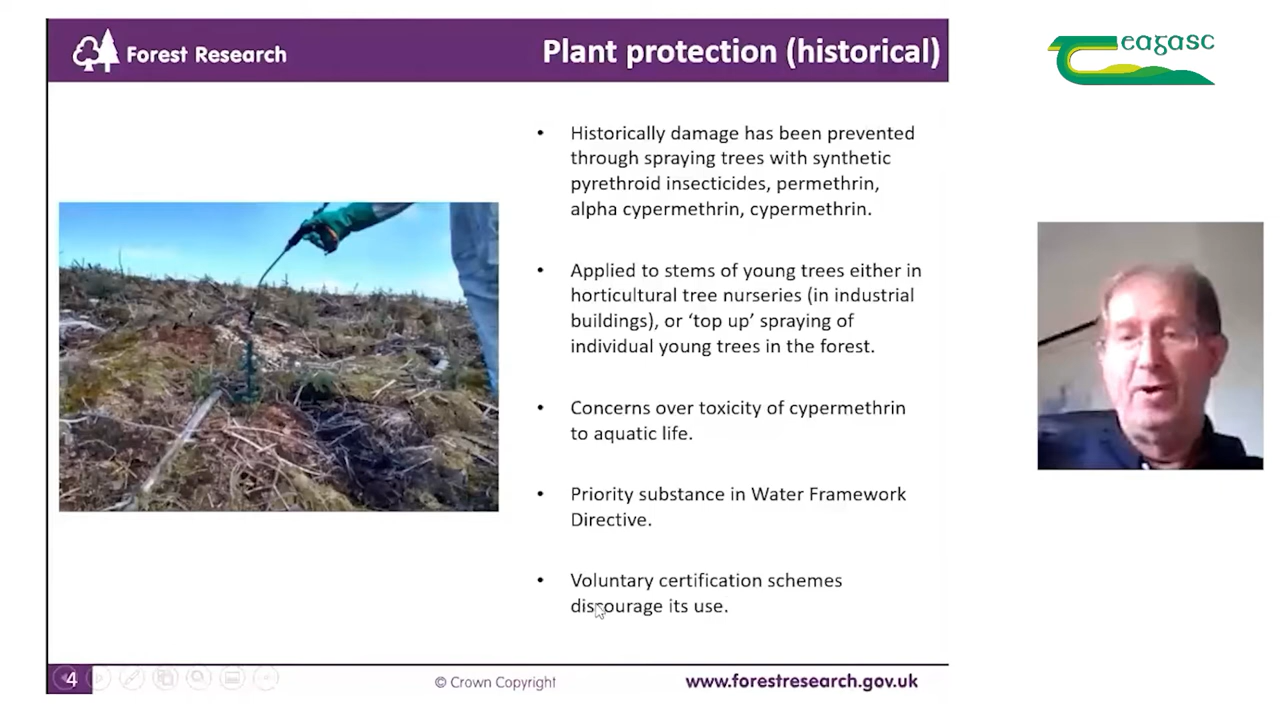 Forest Research
Plant protection (historical)
teagasc
• Historically damage has been prevented
through spraying trees with synthetic
pyrethroid insecticides, permethrin,
alpha cypermethrin, cypermethrin.
• Applied to stems of young trees either in
horticultural tree nurseries (in industrial
buildings), or ‘top up’ spraying of
individual young trees in the forest.
• Concerns over toxicity of cypermethrin
to aquatic life.
• Priority substance in Water Framework
Directive.
• Voluntary certification schemes
discourage its use.
4
© Crown Copyright
www.forestresearch.gov.uk